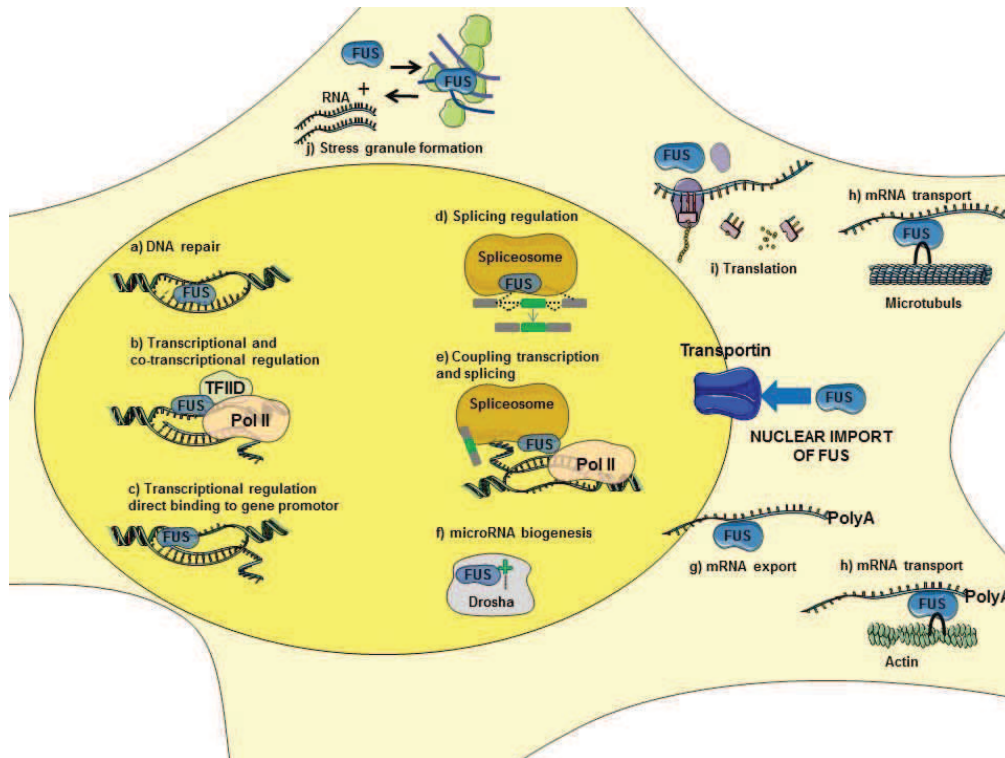 FUS
RNA +
FUS
j) Stress granule formation
a) DNA repair
FUS
b) Transcriptional and
co-transcriptional regulation
TFIID
FUS
Pol II
c) Transcriptional regulation
direct binding to gene promotor
FUS
d) Splicing regulation
Spliceosome
FUS
e) Coupling transcription
and splicing
Spliceosome
FUS
Pol II
f) microRNA biogenesis
FUS
Drosha
FUS
i) Translation
h) mRNA transport
FUS
Microtubuls
Transportin
FUS
NUCLEAR IMPORT
OF FUS
PolyA
FUS
g) mRNA export
h) mRNA transport
FUS
PolyA
Actin